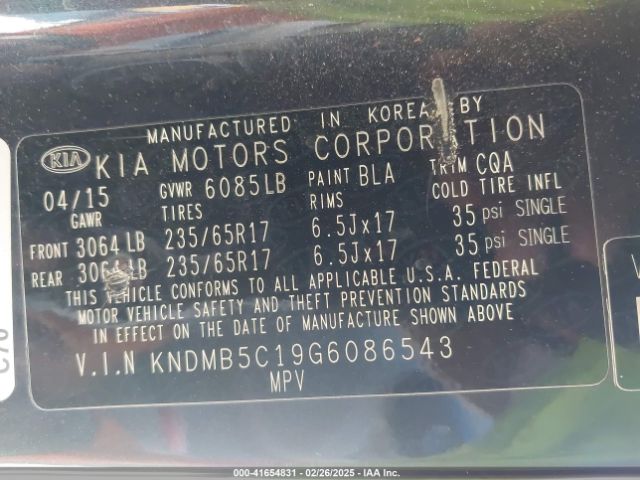 MANUFACTURED IN KOREA BY
KIA KIA MOTORS CORPORATION
04/15 GVWR 6085LB PAINT BLA TRIM CQA
GAWR TIRES RIMS COLD TIRE INFL
FRONT 3064 LB 235/65R17 6.5Jx17 35 psi SINGLE
REAR 3064 LB 235/65R17 6.5Jx17 35 psi SINGLE
THIS VEHICLE CONFORMS TO ALL APPLICABLE U.S.A. FEDERAL
MOTOR VEHICLE SAFETY AND THEFT PREVENTION STANDARDS
IN EFFECT ON THE DATE OF MANUFACTURE SHOWN ABOVE
V.I.N KNDMB5C19G6086543
MPV
000-41654831 - 02/26/2025 - IAA Inc.